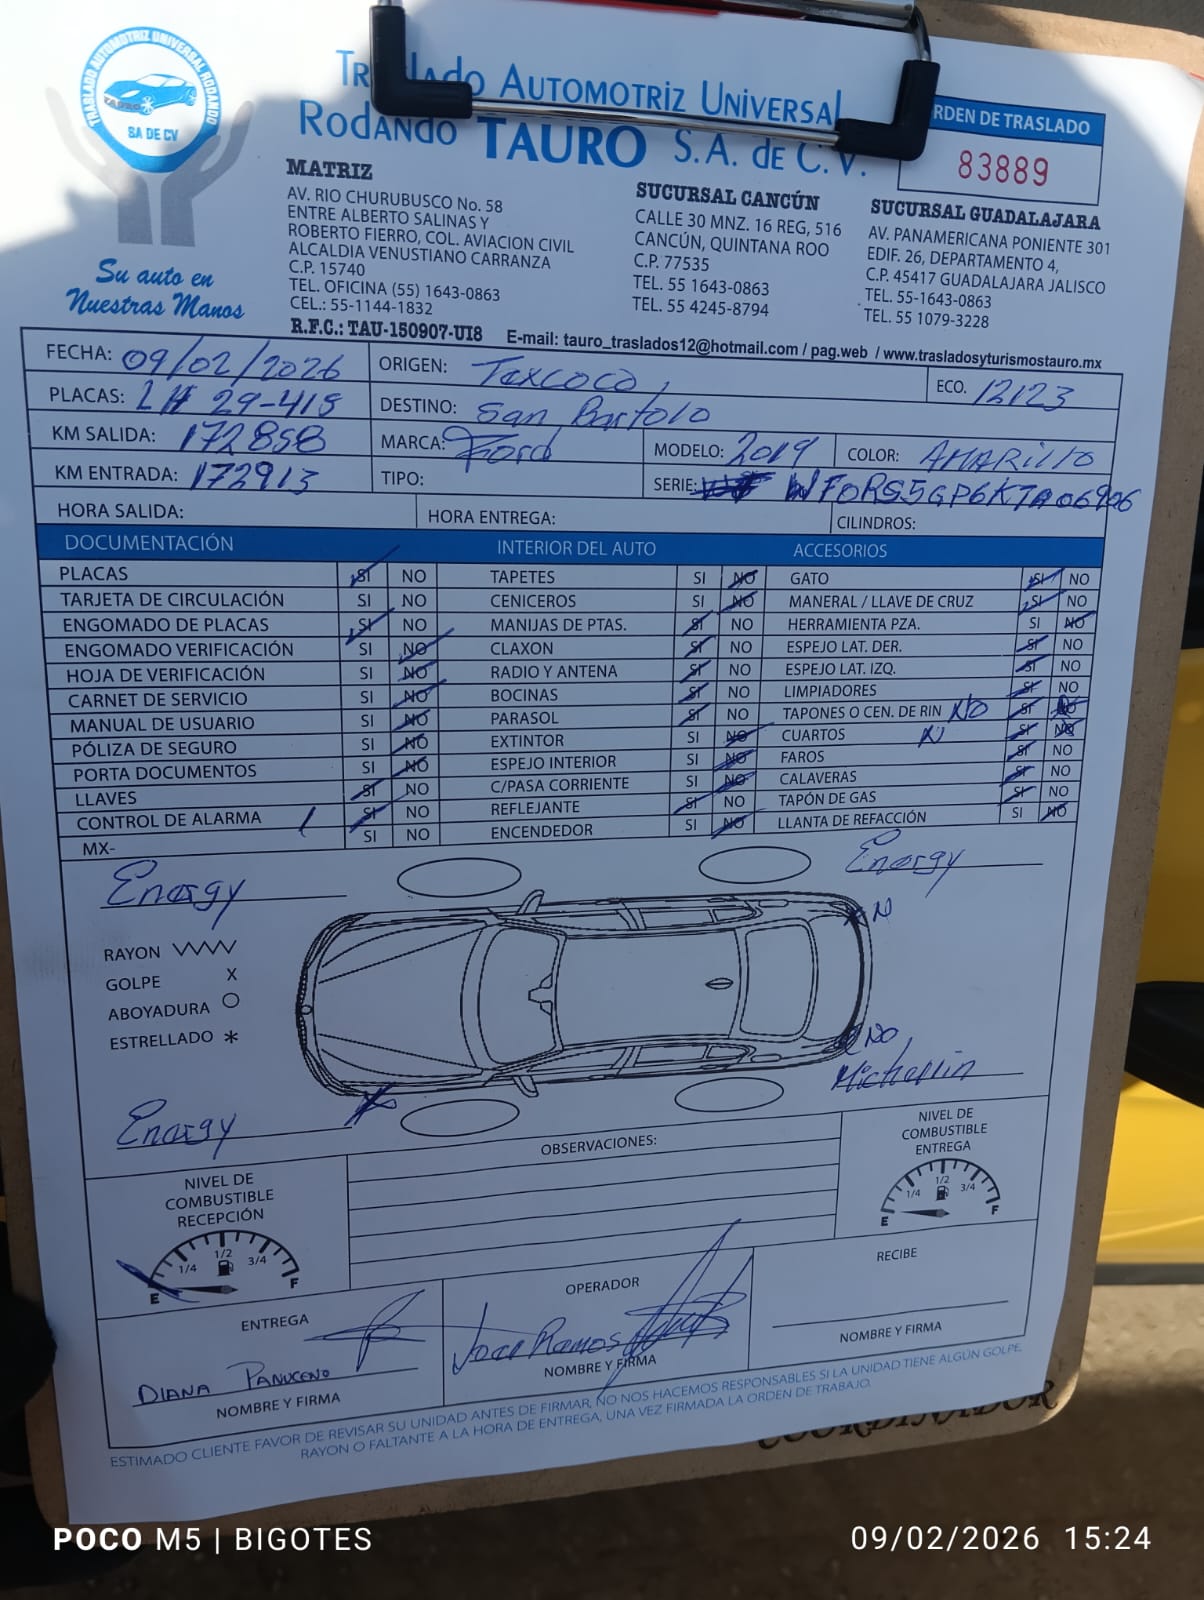 TRASLADO AUTOMOTRIZ UNIVERSAL RODANDO
TAURO
SA DE CV
Su auto en
Nuestras Manos
Traslado Automotriz Universal
Rodando TAURO S.A. de C.V.
ORDEN DE TRASLADO
83889
MATRIZ
AV. RIO CHURUBUSCO No. 58
ENTRE ALBERTO SALINAS Y
ROBERTO FIERRO, COL. AVIACION CIVIL
ALCALDIA VENUSTIANO CARRANZA
C.P. 15740
TEL. OFICINA (55) 1643-0863
CEL.: 55-1144-1832
R.F.C.: TAU-150907-UI8
SUCURSAL CANCÚN
CALLE 30 MNZ. 16 REG, 516
CANCÚN, QUINTANA ROO
C.P. 77535
TEL. 55 1643-0863
TEL. 55 4245-8794
SUCURSAL GUADALAJARA
AV. PANAMERICANA PONIENTE 301
EDIF. 26, DEPARTAMENTO 4,
C.P. 45417 GUADALAJARA JALISCO
TEL. 55-1643-0863
TEL. 55 1079-3228
E-mail: tauro_traslados12@hotmail.com / pag.web / www.trasladosyturismostauro.mx
FECHA: 09/02/2026 ORIGEN: Texcoco, ECO. 12123
PLACAS: LH 29-415 DESTINO: San Bartolo
KM SALIDA: 172858 MARCA: Ford MODELO: 2019 COLOR: AMARILLO
KM ENTRADA: 172913 TIPO: SERIE: WF0RS5GP6KTA06906
HORA SALIDA: HORA ENTREGA: CILINDROS:
DOCUMENTACIÓN INTERIOR DEL AUTO ACCESORIOS
PLACAS SI NO TAPETES SI NO GATO SI NO
TARJETA DE CIRCULACIÓN SI NO CENICEROS SI NO MANERAL / LLAVE DE CRUZ SI NO
ENGOMADO DE PLACAS SI NO MANIJAS DE PTAS. SI NO HERRAMIENTA PZA. SI NO
ENGOMADO VERIFICACIÓN SI NO CLAXON SI NO ESPEJO LAT. DER. SI NO
HOJA DE VERIFICACIÓN SI NO RADIO Y ANTENA SI NO ESPEJO LAT. IZQ. SI NO
CARNET DE SERVICIO SI NO BOCINAS SI NO LIMPIADORES SI NO
MANUAL DE USUARIO SI NO PARASOL SI NO TAPONES O CEN. DE RIN NO SI NO
PÓLIZA DE SEGURO SI NO EXTINTOR SI NO CUARTOS N SI NO
PORTA DOCUMENTOS SI NO ESPEJO INTERIOR SI NO FAROS SI NO
LLAVES SI NO C/PASA CORRIENTE SI NO CALAVERAS SI NO
CONTROL DE ALARMA SI NO REFLEJANTE SI NO TAPÓN DE GAS SI NO
MX- SI NO ENCENDEDOR SI NO LLANTA DE REFACCIÓN SI NO
Energy Energy
N
RAYON
GOLPE X
ABOYADURA O
ESTRELLADO *
NO
Michellin
Energy X
NIVEL DE
COMBUSTIBLE
RECEPCIÓN
E 1/4 1/2 3/4 F
OBSERVACIONES:
NIVEL DE
COMBUSTIBLE
ENTREGA
E 1/4 1/2 3/4 F
ENTREGA
DIANA PANUCENO
NOMBRE Y FIRMA
OPERADOR
Joar Ramos
NOMBRE Y FIRMA
RECIBE
NOMBRE Y FIRMA
ESTIMADO CLIENTE FAVOR DE REVISAR SU UNIDAD ANTES DE FIRMAR, NO NOS HACEMOS RESPONSABLES SI LA UNIDAD TIENE ALGÚN GOLPE,
RAYON O FALTANTE A LA HORA DE ENTREGA, UNA VEZ FIRMADA LA ORDEN DE TRABAJO.
COORDINADOR
POCO M5 | BIGOTES
09/02/2026 15:24